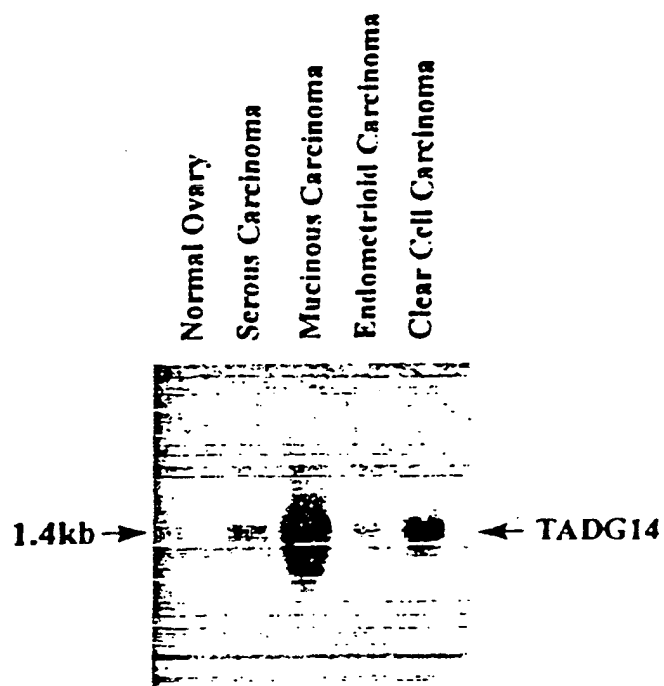 Normal Ovary
Serous Carcinoma
Mucinous Carcinoma
Endometrioid Carcinoma
Clear Cell Carcinoma
1.4kb
TADG14